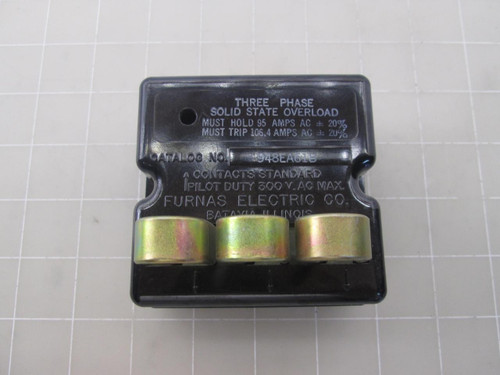 THREE PHASE
SOLID STATE OVERLOAD
MUST HOLD 95 AMPS AC ± 20%
MUST TRIP 106.4 AMPS AC ± 20%
CATALOG NO.
CONTACTS STANDARD
PILOT DUTY 300 V. AC MAX.
FURNAS ELECTRIC CO.
BATAVIA ILLINOIS